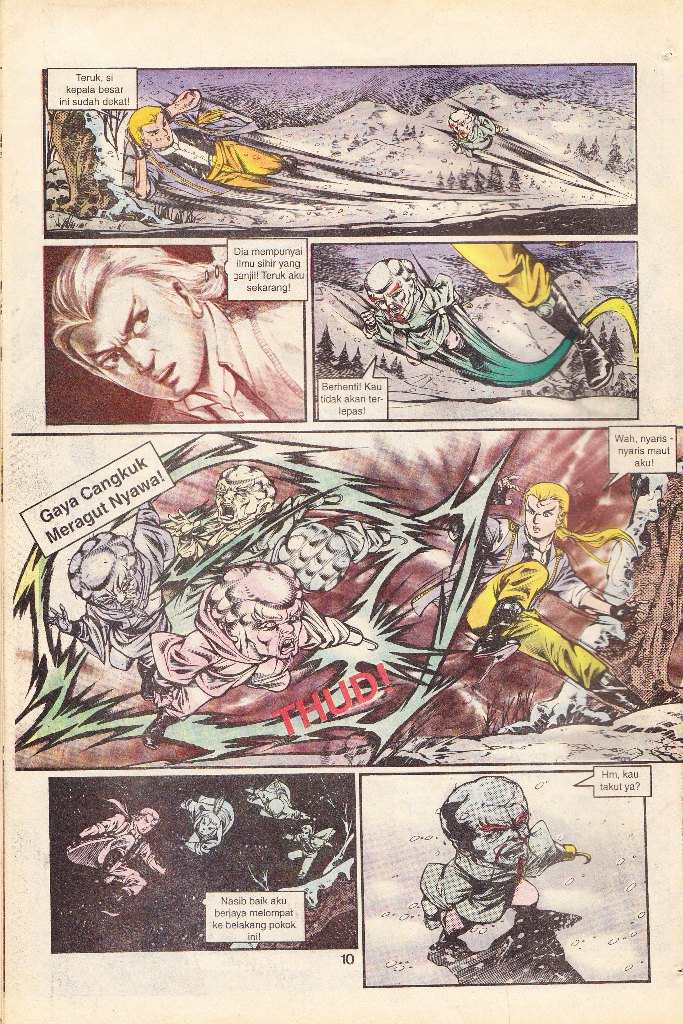 Teruk, si
kepala besar
ini sudah dekat!
Dia mempunyai
ilmu sihir yang
ganjil! Teruk aku
sekarang!
Berhenti! Kau
tidak akan ter-
lepas!
Wah, nyaris -
nyaris maut
aku!
Gaya Cangkuk
Meragut Nyawa!
THUD!
Nasib baik aku
berjaya melompat
ke belakang pokok
ini!
Hm, kau
takut ya?
10